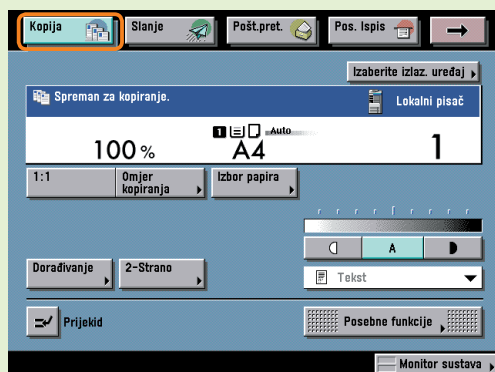 Kopija
Slanje
Pošt.pret.
Pos. Ispis
Izaberite izlaz. uređaj
Spreman za kopiranje.
Lokalni pisač
100 %
1
Auto
A4
1
1:1
Omjer
kopiranja
Izbor papira
A
Dorađivanje
2-Strano
Tekst
Prijekid
Posebne funkcije
Monitor sustava